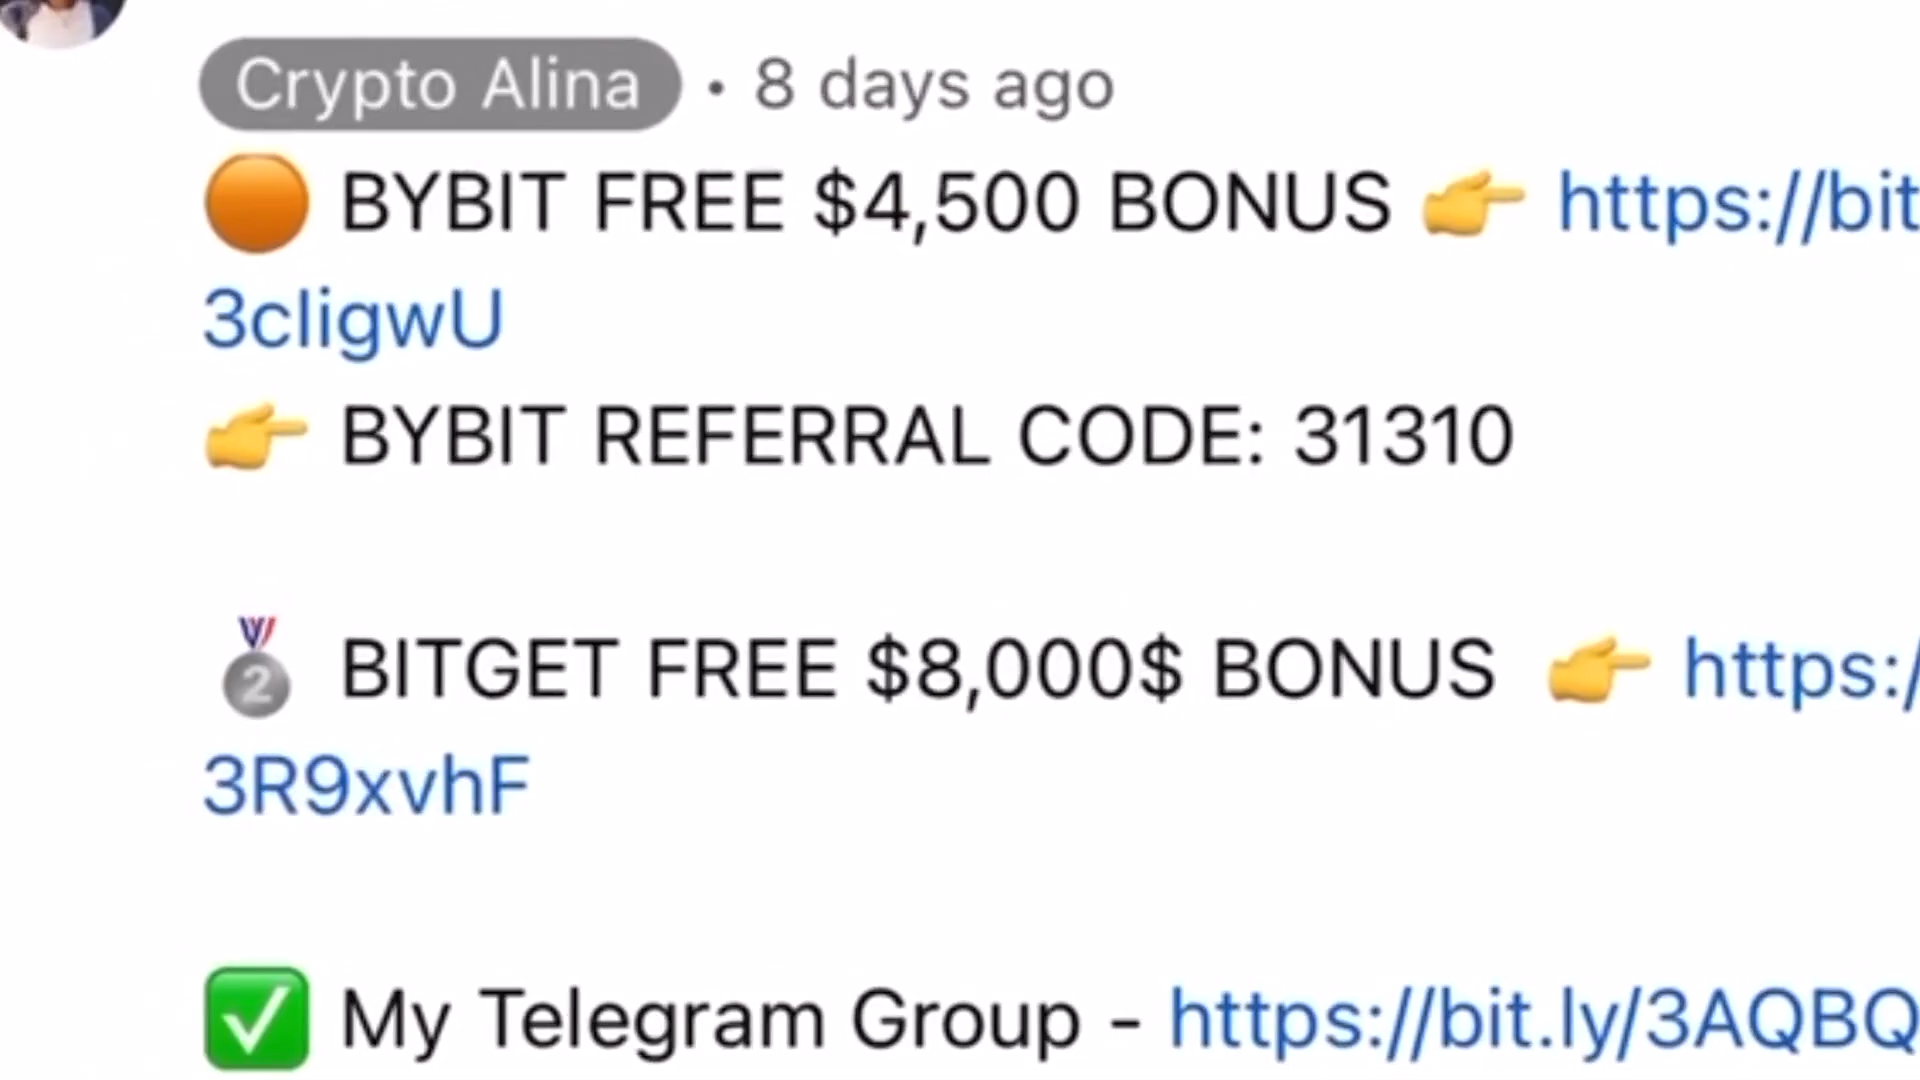 Crypto Alina • 8 days ago
BYBIT FREE $4,500 BONUS 👉 https://bit
3cIigwU
👉 BYBIT REFERRAL CODE: 31310
🥈 BITGET FREE $8,000$ BONUS 👉 https:/
3R9xvhF
✅ My Telegram Group - https://bit.ly/3AQBQ